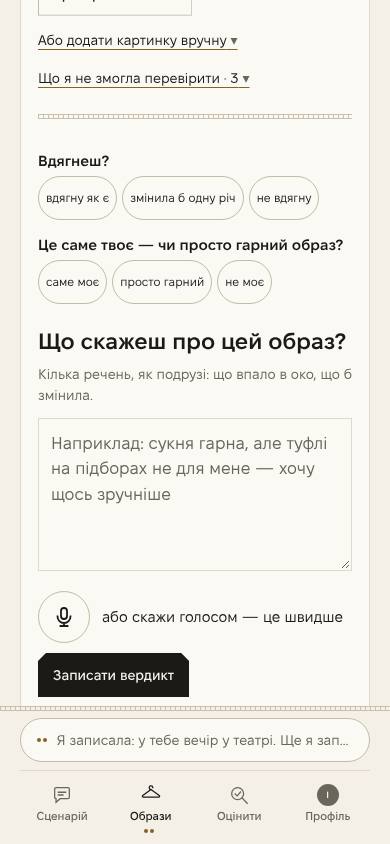 Або додати картинку вручну ▾
Що я не змогла перевірити · 3 ▾
Вдягнеш?
вдягну як є
змінила б одну річ
не вдягну
Це саме твоє — чи просто гарний образ?
саме моє
просто гарний
не моє
Що скажеш про цей образ?
Кілька речень, як подрузі: що впало в око, що б
змінила.
Наприклад: сукня гарна, але туфлі
на підборах не для мене — хочу
щось зручніше
або скажи голосом — це швидше
Записати вердикт
Я записала: у тебе вечір у театрі. Ще я зап...
Сценарій
Образи
Оцінити
І
Профіль